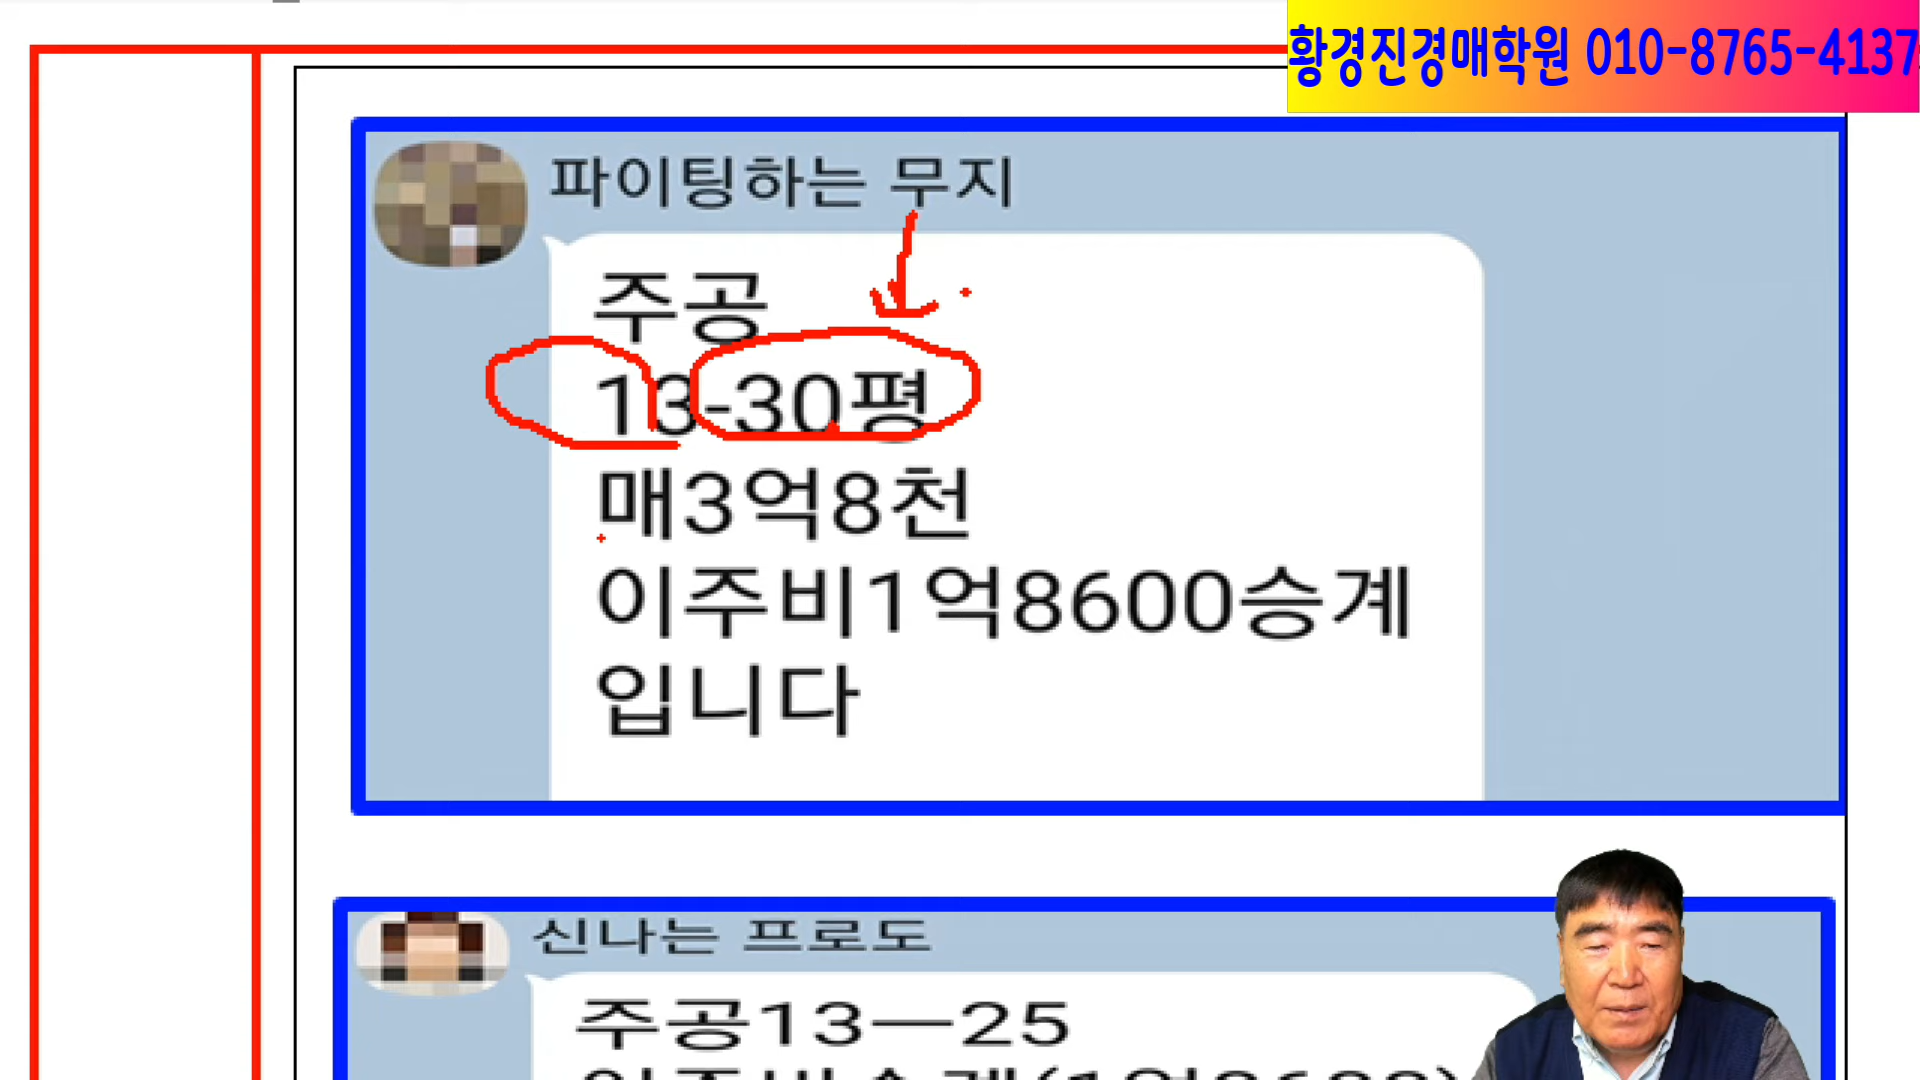 황경진경매학원 010-8765-4137
파이팅하는 무지
주공
13-30평
매3억8천
이주비1억8600승계
입니다
신나는 프로도
주공13—25